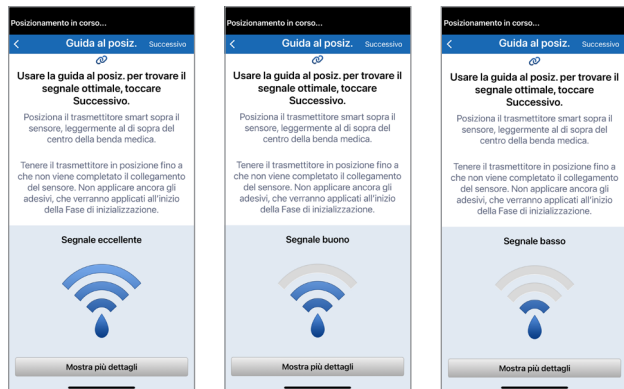 Posizionamento in corso...
Guida al posiz. Successivo
Usare la guida al posiz. per trovare il
segnale ottimale, toccare
Successivo.
Posiziona il trasmettitore smart sopra il
sensore, leggermente al di sopra del
centro della benda medica.
Tenere il trasmettitore in posizione fino a
che non viene completato il collegamento
del sensore. Non applicare ancora gli
adesivi, che verranno applicati all'inizio
della Fase di inizializzazione.
Segnale eccellente
Mostra più dettagli
Posizionamento in corso...
Guida al posiz. Successivo
Usare la guida al posiz. per trovare il
segnale ottimale, toccare
Successivo.
Posiziona il trasmettitore smart sopra il
sensore, leggermente al di sopra del
centro della benda medica.
Tenere il trasmettitore in posizione fino a
che non viene completato il collegamento
del sensore. Non applicare ancora gli
adesivi, che verranno applicati all'inizio
della Fase di inizializzazione.
Segnale buono
Mostra più dettagli
Posizionamento in corso...
Guida al posiz. Successivo
Usare la guida al posiz. per trovare il
segnale ottimale, toccare
Successivo.
Posiziona il trasmettitore smart sopra il
sensore, leggermente al di sopra del
centro della benda medica.
Tenere il trasmettitore in posizione fino a
che non viene completato il collegamento
del sensore. Non applicare ancora gli
adesivi, che verranno applicati all'inizio
della Fase di inizializzazione.
Segnale basso
Mostra più dettagli